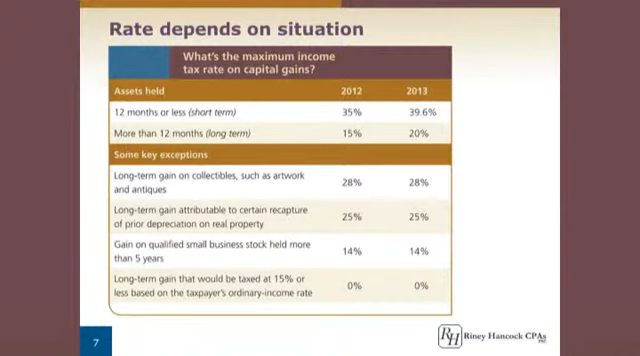 Rate depends on situation
What's the maximum income
tax rate on capital gains?
Assets held 2012 2013
12 months or less (short term) 35% 39.6%
More than 12 months (long term) 15% 20%
Some key exceptions
Long-term gain on collectibles, such as artwork
and antiques 28% 28%
Long-term gain attributable to certain recapture
of prior depreciation on real property 25% 25%
Gain on qualified small business stock held more
than 5 years 14% 14%
Long-term gain that would be taxed at 15% or
less based on the taxpayer's ordinary-income rate 0% 0%
7
RH Riney Hancock CPAs